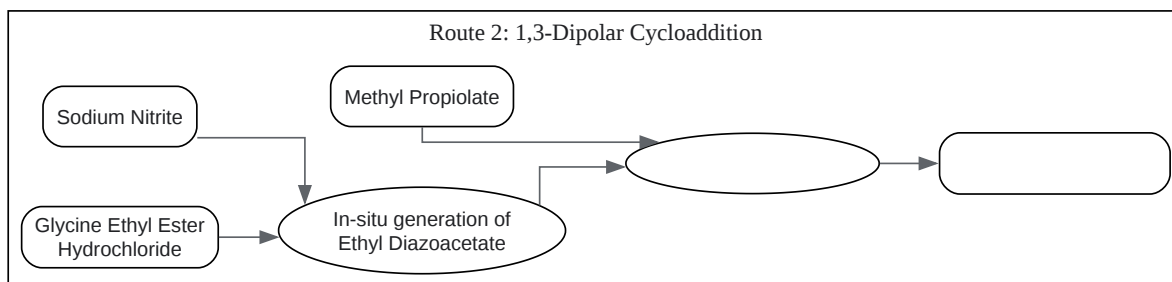 Route 2: 1,3-Dipolar Cycloaddition
Methyl Propiolate
Sodium Nitrite
Glycine Ethyl Ester
Hydrochloride
In-situ generation of
Ethyl Diazoacetate